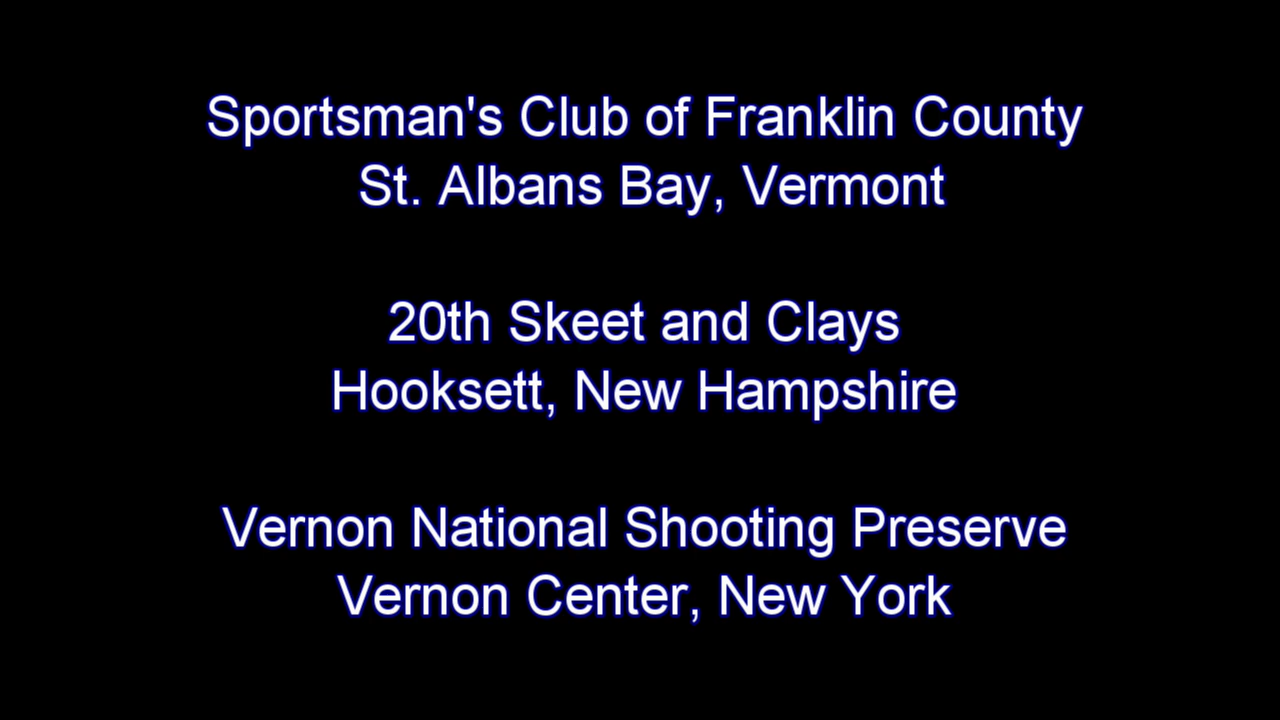 Sportsman's Club of Franklin County
St. Albans Bay, Vermont
20th Skeet and Clays
Hooksett, New Hampshire
Vernon National Shooting Preserve
Vernon Center, New York